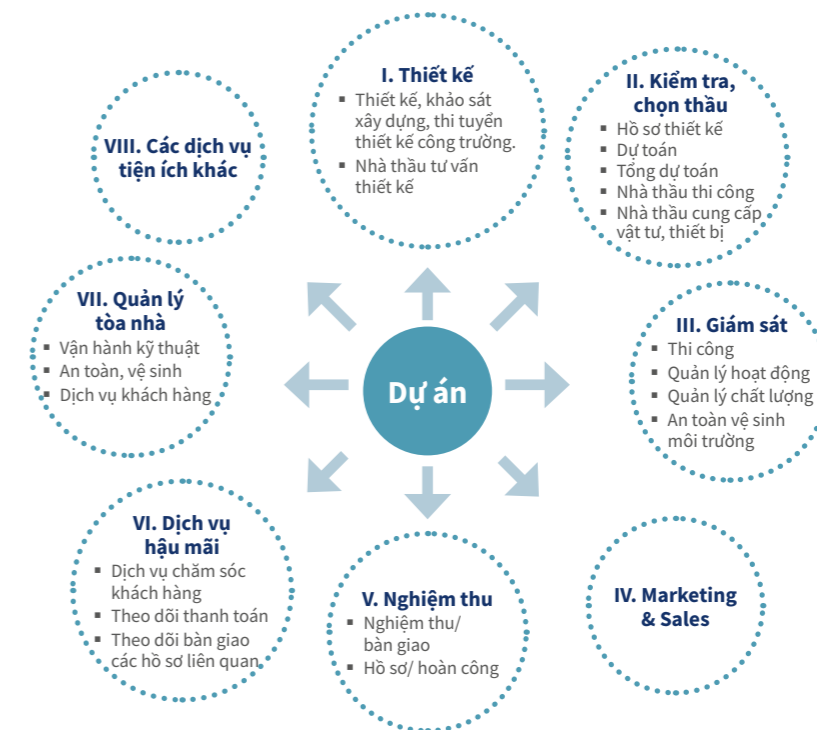 I. Thiết kế
▪ Thiết kế, khảo sát
xây dựng, thi tuyển
thiết kế công trường.
▪ Nhà thầu tư vấn
thiết kế
II. Kiểm tra,
chọn thầu
▪ Hồ sơ thiết kế
▪ Dự toán
▪ Tổng dự toán
▪ Nhà thầu thi công
▪ Nhà thầu cung cấp
vật tư, thiết bị
III. Giám sát
▪ Thi công
▪ Quản lý hoạt động
▪ Quản lý chất lượng
▪ An toàn vệ sinh
môi trường
IV. Marketing
& Sales
V. Nghiệm thu
▪ Nghiệm thu/
bàn giao
▪ Hồ sơ/ hoàn công
VI. Dịch vụ
hậu mãi
▪ Dịch vụ chăm sóc
khách hàng
▪ Theo dõi thanh toán
▪ Theo dõi bàn giao
các hồ sơ liên quan
VII. Quản lý
tòa nhà
▪ Vận hành kỹ thuật
▪ An toàn, vệ sinh
▪ Dịch vụ khách hàng
VIII. Các dịch vụ
tiện ích khác
Dự án